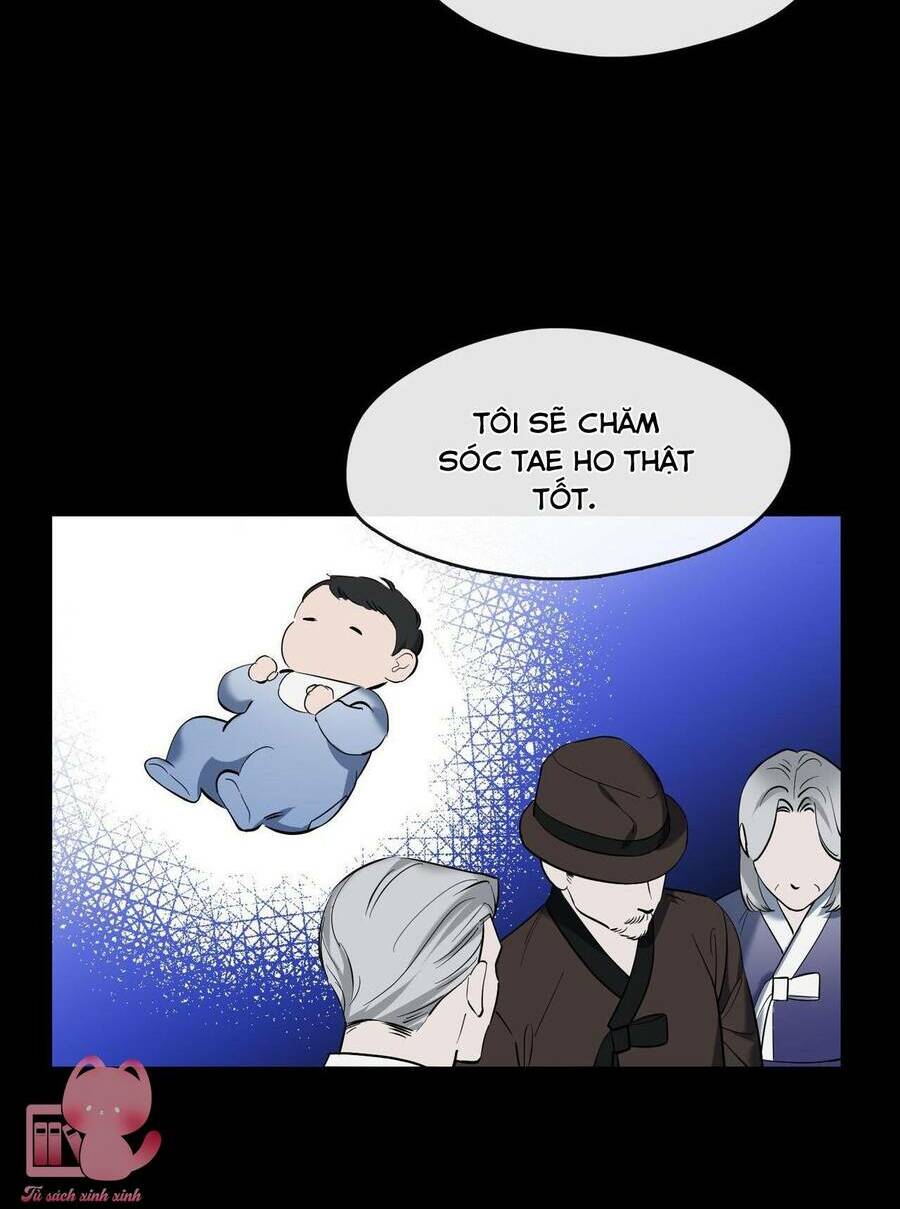 TÔI SẼ CHĂM
SÓC TAE HO THẬT
TỐT.
Tủ sách xinh xinh